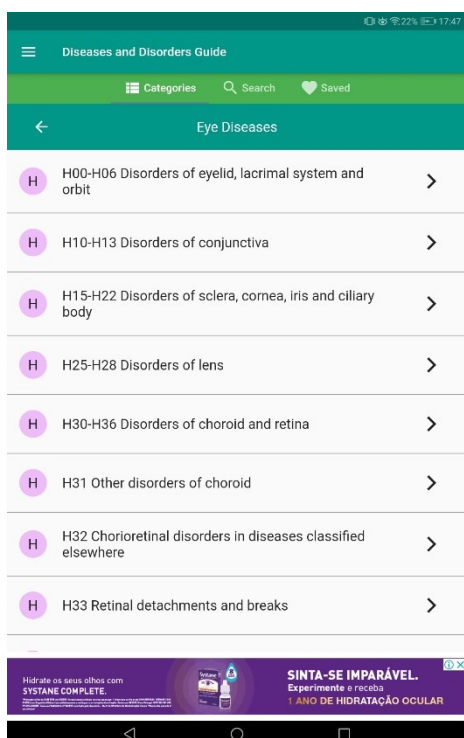 22% 17:47
Diseases and Disorders Guide
Categories Search Saved
Eye Diseases
H H00-H06 Disorders of eyelid, lacrimal system and
orbit
H H10-H13 Disorders of conjunctiva
H H15-H22 Disorders of sclera, cornea, iris and ciliary
body
H H25-H28 Disorders of lens
H H30-H36 Disorders of choroid and retina
H H31 Other disorders of choroid
H H32 Chorioretinal disorders in diseases classified
elsewhere
H H33 Retinal detachments and breaks
Hidrate os seus olhos com
SYSTANE COMPLETE.
Systane
SINTA-SE IMPARÁVEL.
Experimente e receba
1 ANO DE HIDRATAÇÃO OCULAR